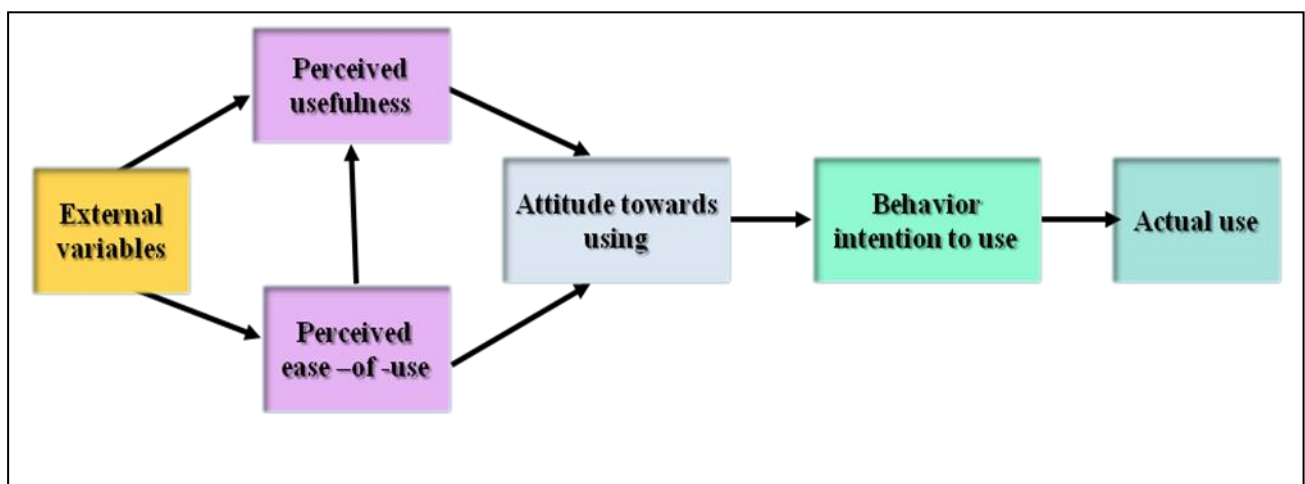 Perceived
usefulness
External
variables
Attitude towards
using
Behavior
intention to use
Actual use
Perceived
ease –of -use